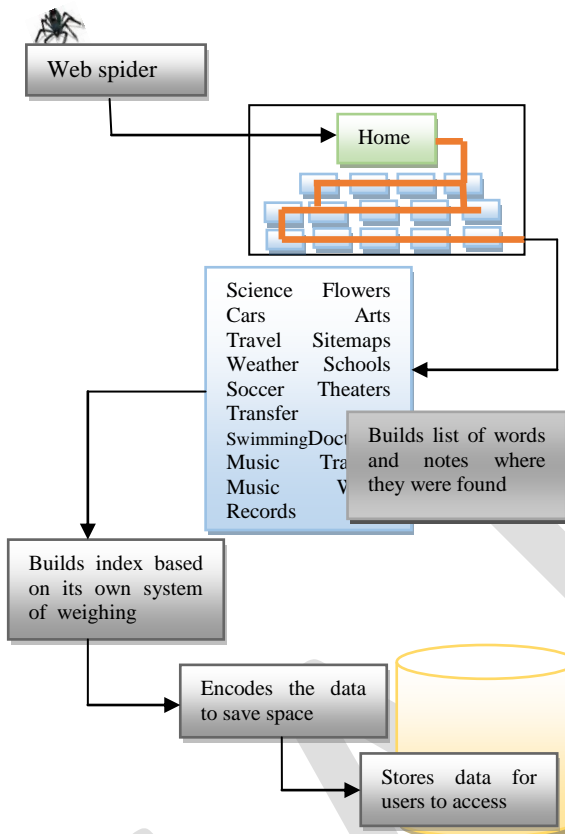 Web spider
Home
Science Flowers
Cars Arts
Travel Sitemaps
Weather Schools
Soccer Theaters
Transfer
Swimming
Music
Music
Records
Builds list of words
and notes where
they were found
Builds index based
on its own system
of weighing
Encodes the data
to save space
Stores data for
users to access